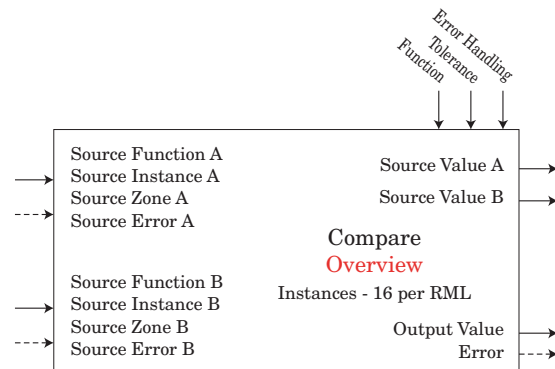 Function
Tolerance
Error Handling
Source Function A
Source Instance A
Source Zone A
Source Error A
Source Value A
Source Value B
Compare
Overview
Instances - 16 per RML
Source Function B
Source Instance B
Source Zone B
Source Error B
Output Value
Error